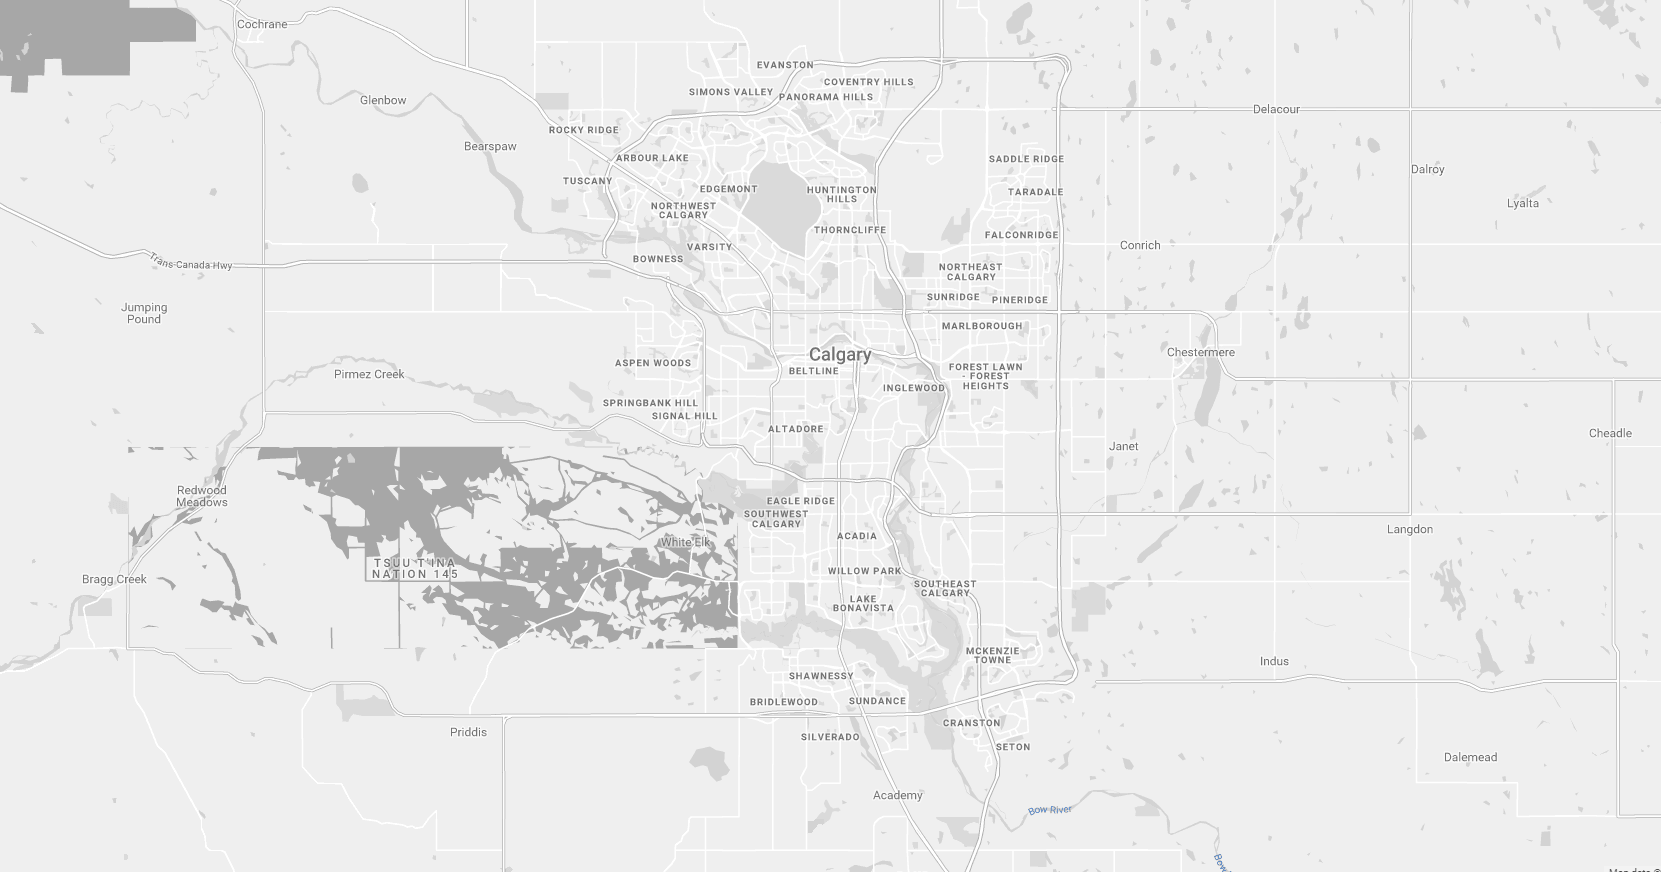 Cochrane
EVANSTON
COVENTRY HILLS
SIMONS VALLEY
PANORAMA HILLS
Glenbow
Delacour
ROCKY RIDGE
Bearspaw
ARBOUR LAKE
SADDLE RIDGE
Dalroy
TUSCANY
EDGEMONT
HUNTINGTON
HILLS
TARADALE
NORTHWEST
CALGARY
Lyalta
THORNCLIFFE
FALCONRIDGE
VARSITY
Conrich
BOWNESS
Trans-Canada Hwy
NORTHEAST
CALGARY
SUNRIDGE
PINERIDGE
Jumping
Pound
MARLBOROUGH
Calgary
Chestermere
ASPEN WOODS
BELTLINE
FOREST LAWN
- FOREST
HEIGHTS
Pirmez Creek
INGLEWOOD
SPRINGBANK HILL
SIGNAL HILL
ALTADORE
Cheadle
Janet
Redwood
Meadows
EAGLE RIDGE
SOUTHWEST
CALGARY
Langdon
ACADIA
White Elk
TSUU T'INA
NATION 145
WILLOW PARK
Bragg Creek
SOUTHEAST
CALGARY
LAKE
BONAVISTA
MCKENZIE
TOWNE
Indus
SHAWNESSY
BRIDLEWOOD
SUNDANCE
CRANSTON
Priddis
SILVERADO
SETON
Dalemead
Academy
Bow River